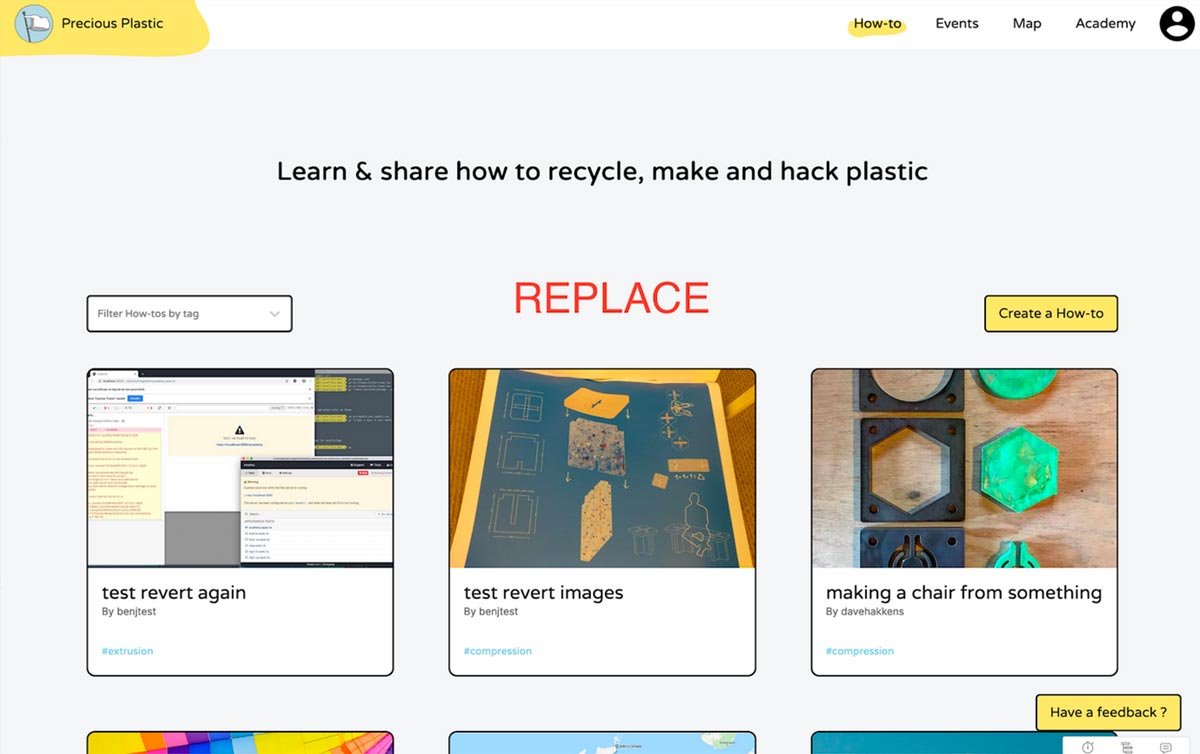 Precious Plastic
How-to
Events
Map
Academy
Learn & share how to recycle, make and hack plastic
REPLACE
Filter How-tos by tag
Create a How-to
test revert again
By benjtest
#extrusion
test revert images
By benjtest
#compression
making a chair from something
By davehakkens
#compression
Have a feedback ?